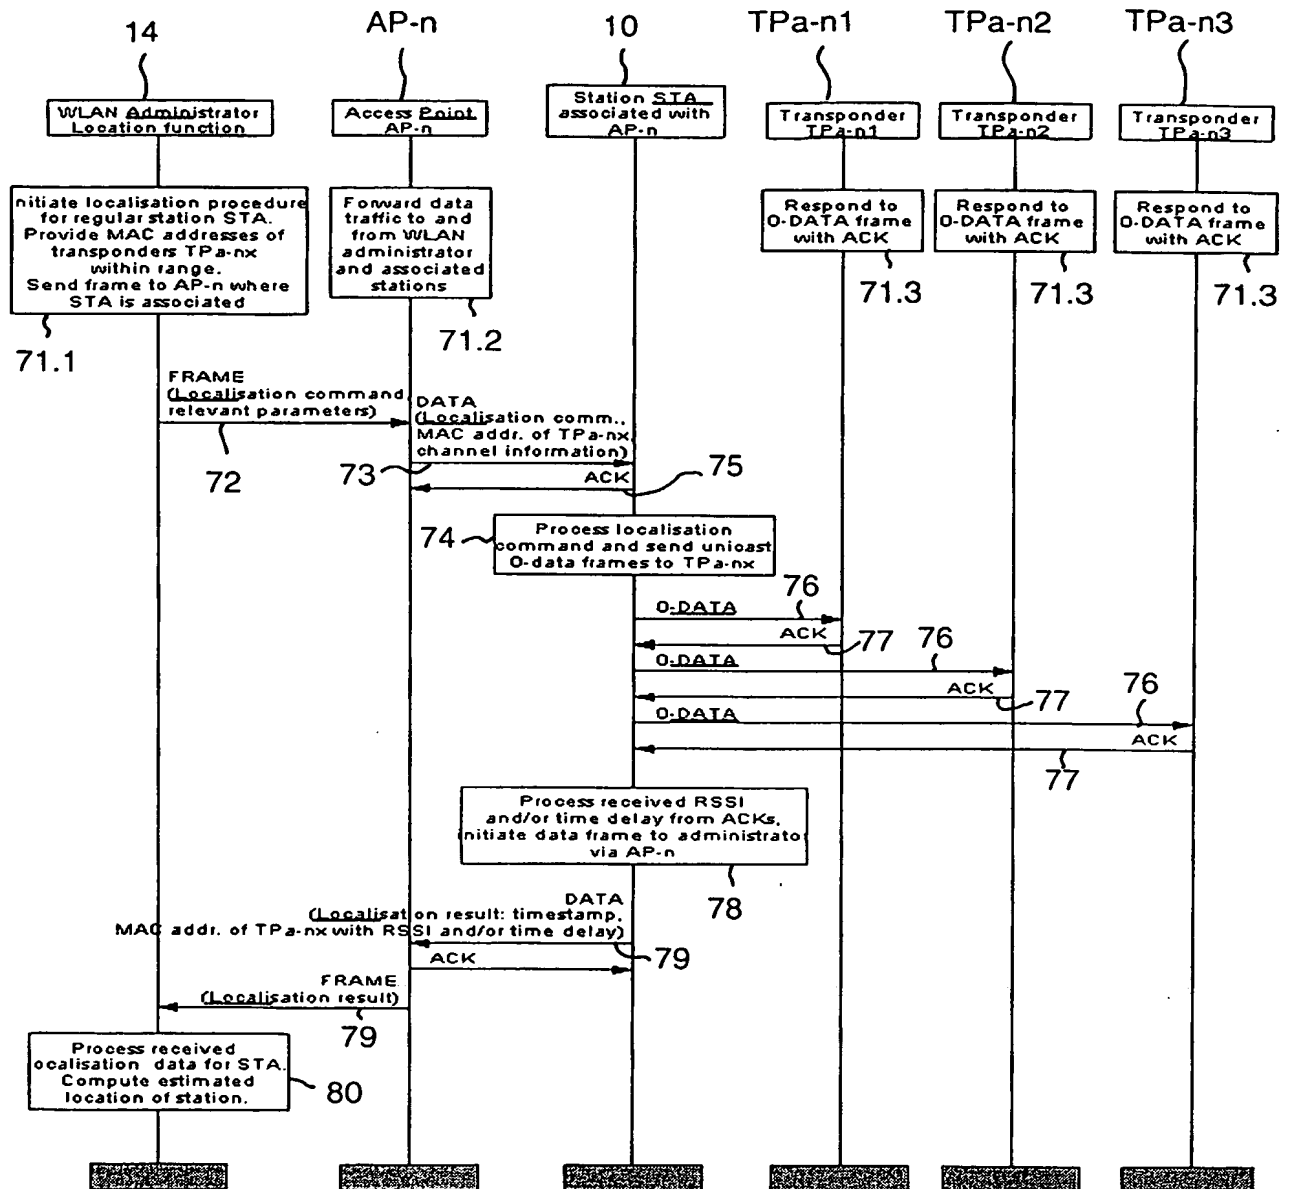 14
AP-n
10
TPa-n1
TPa-n2
TPa-n3
WLAN Administrator
Location function
Access Point
AP-n
Station STA
associated with
AP-n
Transponder
TPa-n1
Transponder
TPa-n2
Transponder
TPa-n3
nitiate localisation procedure
for regular station STA.
Provide MAC addresses of
transponders TPa-nx
within range.
Send frame to AP-n where
STA is associated
71.1
Forward data
traffic to and
from WLAN
administrator
and associated
stations
71.2
Respond to
0-DATA frame
with ACK
71.3
Respond to
0-DATA frame
with ACK
71.3
Respond to
0-DATA frame
with ACK
71.3
FRAME
(Localisation command,
relevant parameters)
72
DATA
(Localisation comm.,
MAC addr. of TPa-nx,
channel information)
73
ACK
75
74
Process localisation
command and send unicast
0-data frames to TPa-nx
0-DATA
76
ACK
77
0-DATA
76
ACK
77
0-DATA
76
ACK
77
Process received RSSI
and/or time delay from ACKs,
initiate data frame to administrato
via AP-n
78
DATA
(Localisation result: timestamp,
MAC addr. of TPa-nx with RSSI and/or time delay)
79
ACK
FRAME
(Localisation result)
79
Process received
ocalisation data for STA.
Compute estimated
location of station.
80